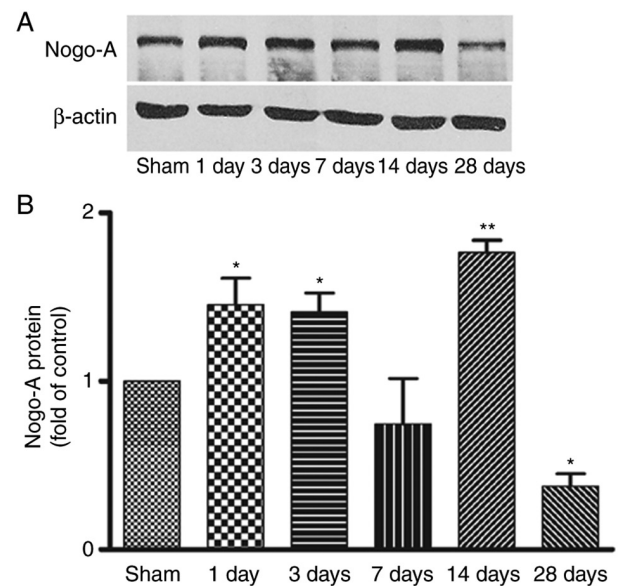 A
Nogo-A
β-actin
Sham 1 day 3 days 7 days 14 days 28 days
B
Nogo-A protein
(fold of control)
2
1
0
*
*
**
*
Sham 1 day 3 days 7 days 14 days 28 days